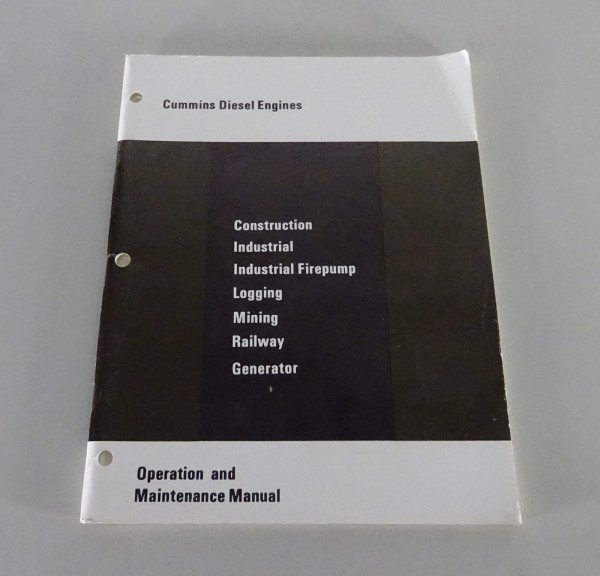 Cummins Diesel Engines
Construction
Industrial
Industrial Firepump
Logging
Mining
Railway
Generator
Operation and
Maintenance Manual